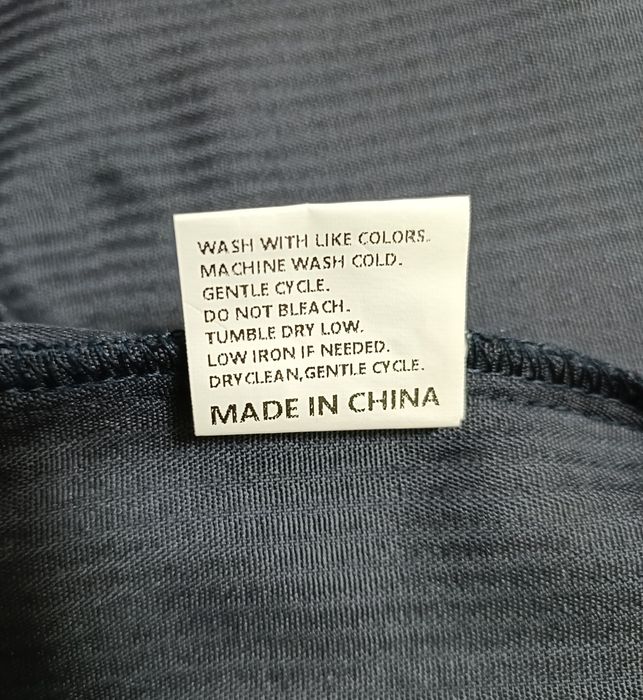 WASH WITH LIKE COLORS.
MACHINE WASH COLD.
GENTLE CYCLE.
DO NOT BLEACH.
TUMBLE DRY LOW.
LOW IRON IF NEEDED.
DRYCLEAN,GENTLE CYCLE.
MADE IN CHINA